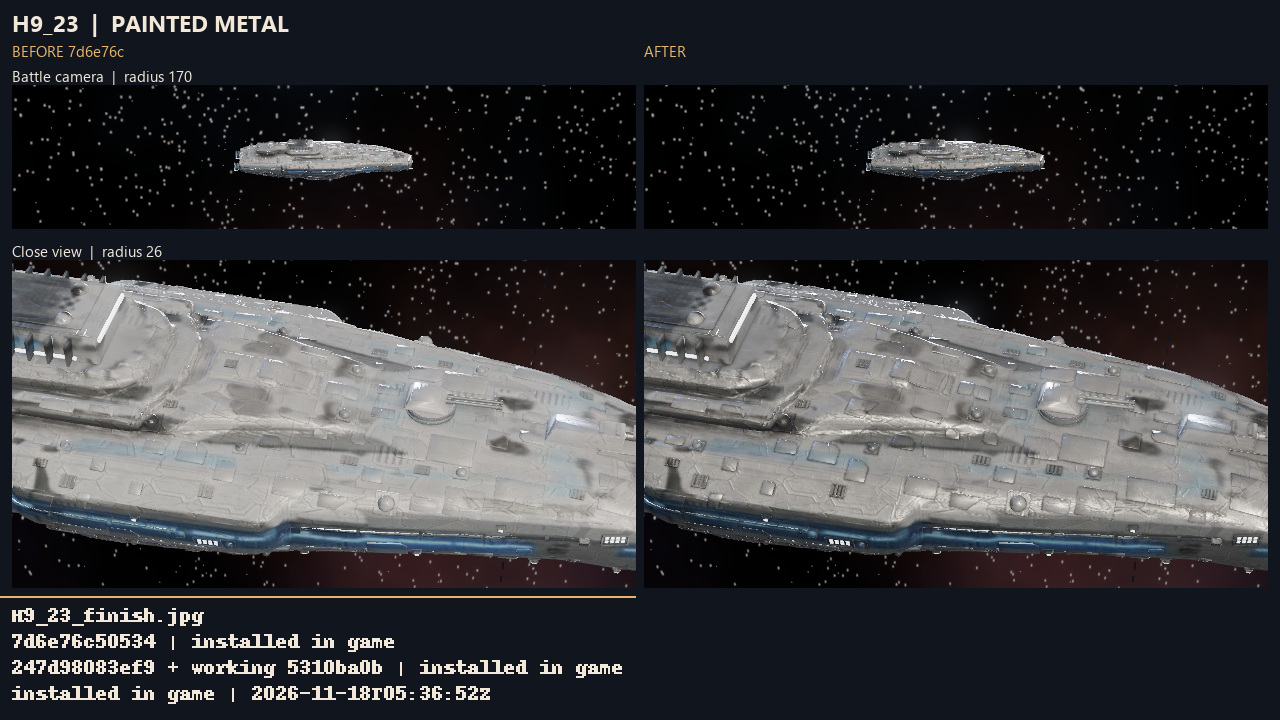 H9_23 | PAINTED METAL
BEFORE 7d6e76c
AFTER
Battle camera | radius 170
Close view | radius 26
H9_23_finish.jpg
7d6e76c50534 | installed in game
247d98083ef9 + working 5310ba0b | installed in game
installed in game | 2026-11-18T05:36:52Z